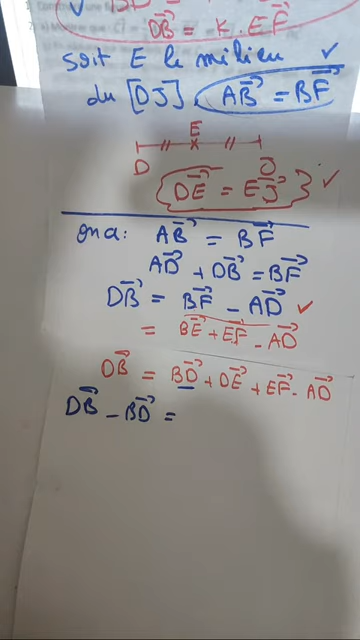 DB = K . EF
soit E le milieu ✓
du [DJ], AB = BF
E
D J
DE = EJ ✓
on a: AB = BF
AD + DB = BF
DB = BF - AD ✓
= BE + EF - AD
DB = BD + DE + EF - AD
DB - BD =